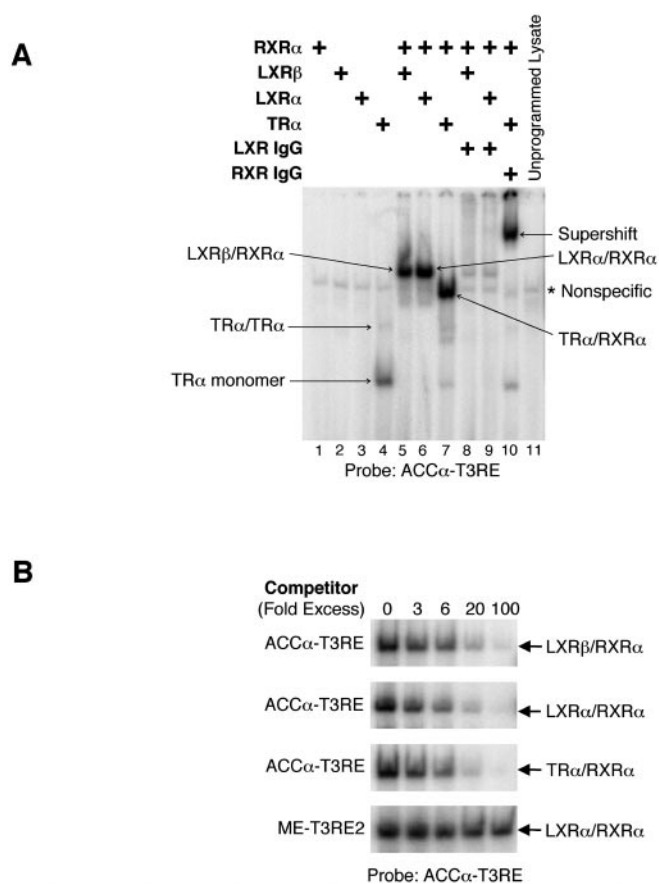 A
RXRα + + + + + + +
LXRβ + + +
LXRα + + +
TRα + + +
LXR IgG + +
RXR IgG +
Unprogrammed Lysate
Supershift
LXRβ/RXRα
LXRα/RXRα
* Nonspecific
TRα/TRα
TRα/RXRα
TRα monomer
1 2 3 4 5 6 7 8 9 10 11
Probe: ACCα-T3RE
B
Competitor
(Fold Excess) 0 3 6 20 100
ACCα-T3RE LXRβ/RXRα
ACCα-T3RE LXRα/RXRα
ACCα-T3RE TRα/RXRα
ME-T3RE2 LXRα/RXRα
Probe: ACCα-T3RE